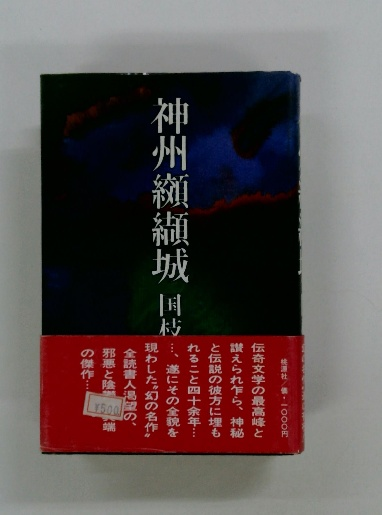 神州纐纈城
国枝
桃源社／価・一〇〇〇円
伝奇文学の最高峰と
讃えられ乍ら、神秘
と伝説の彼方に埋も
れること四十余年…
…、遂にその全貌を
現わした〝幻の名作〟
全読書人渇望の、
邪悪と陰
端
の傑作…
¥500